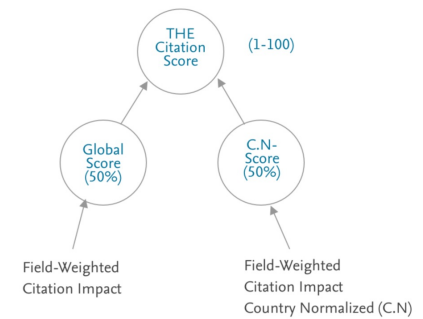 THE
Citation
Score
(1-100)
Global
Score
(50%)
C.N-
Score
(50%)
Field-Weighted
Citation Impact
Field-Weighted
Citation Impact
Country Normalized (C.N)